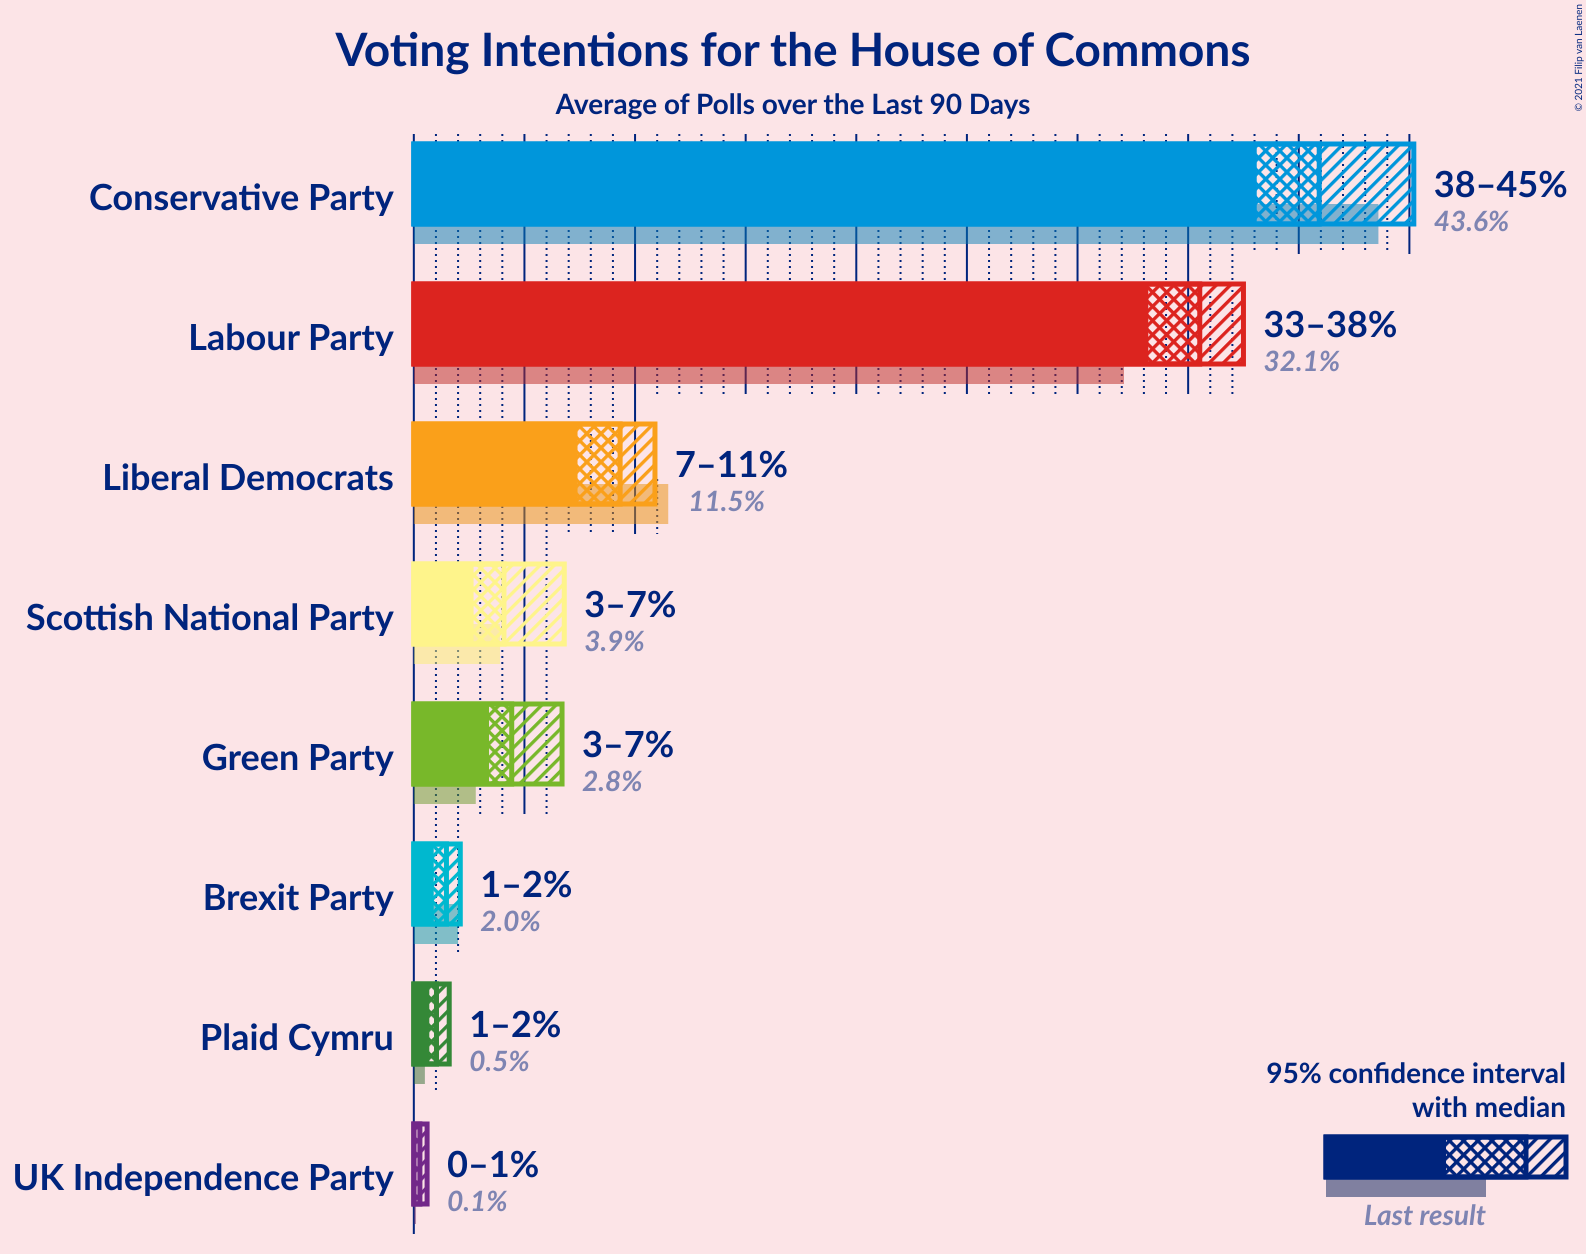 Voting Intentions for the House of Commons
Average of Polls over the Last 90 Days
© 2021 Filip van Laenen
Conservative Party
38–45%
43.6%
Labour Party
33–38%
32.1%
Liberal Democrats
7–11%
11.5%
Scottish National Party
3–7%
3.9%
Green Party
3–7%
2.8%
Brexit Party
1–2%
2.0%
Plaid Cymru
1–2%
0.5%
UK Independence Party
0–1%
0.1%
95% confidence interval
with median
Last result